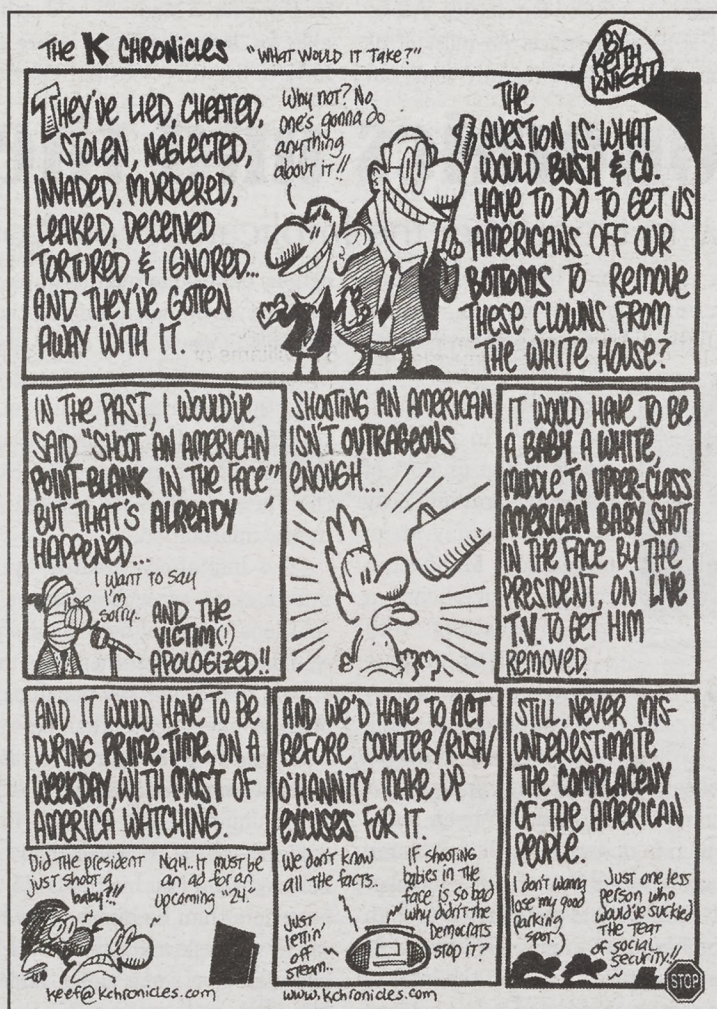 THE K CHRONICLES "WHAT WOULD IT TAKE?"
BY
KEITH
KNIGHT
THEY'VE LIED, CHEATED,
STOLEN, NEGLECTED,
INVADED, MURDERED,
LEAKED, DECEIVED
TORTURED & IGNORED...
AND THEY'VE GOTTEN
AWAY WITH IT.
Why not? No
one's gonna do
anything
about it!!
THE
QUESTION IS: WHAT
WOULD BUSH & CO.
HAVE TO DO TO GET US
AMERICANS OFF OUR
BOTTOMS TO REMOVE
THESE CLOWNS FROM
THE WHITE HOUSE?
IN THE PAST, I WOULD'VE
SAID "SHOOT AN AMERICAN
POINT-BLANK IN THE FACE",
BUT THAT'S ALREADY
HAPPENED...
I want to say
I'm
sorry..
AND THE
VICTIM(!)
APOLOGIZED!!
SHOOTING AN AMERICAN
ISN'T OUTRAGEOUS
ENOUGH...
IT WOULD HAVE TO BE
A BABY. A WHITE,
MIDDLE TO UPPER-CLASS
AMERICAN BABY SHOT
IN THE FACE BY THE
PRESIDENT, ON LIVE
T.V. TO GET HIM
REMOVED.
AND IT WOULD HAVE TO BE
DURING PRIME-TIME, ON A
WEEKDAY, WITH MOST OF
AMERICA WATCHING.
Did the president
just shoot a
baby?!!
Nah.. It must be
an ad for an
upcoming "24."
AND WE'D HAVE TO ACT
BEFORE COULTER/RUSH/
O'HANNITY MAKE UP
EXCUSES FOR IT.
We don't know
all the facts..
JUST
lettin'
off
steam..
IF shooting
babies in the
face is so bad
why didn't the
Democrats
stop it?
STILL, NEVER MIS-
UNDERESTIMATE
THE COMPLACENY
OF THE AMERICAN
PEOPLE.
I don't wanna
lose my good
parking
spot.
Just one less
person who
would've suckled
the teat
of social
security!!
STOP
keef@kchronicles.com
www.kchronicles.com